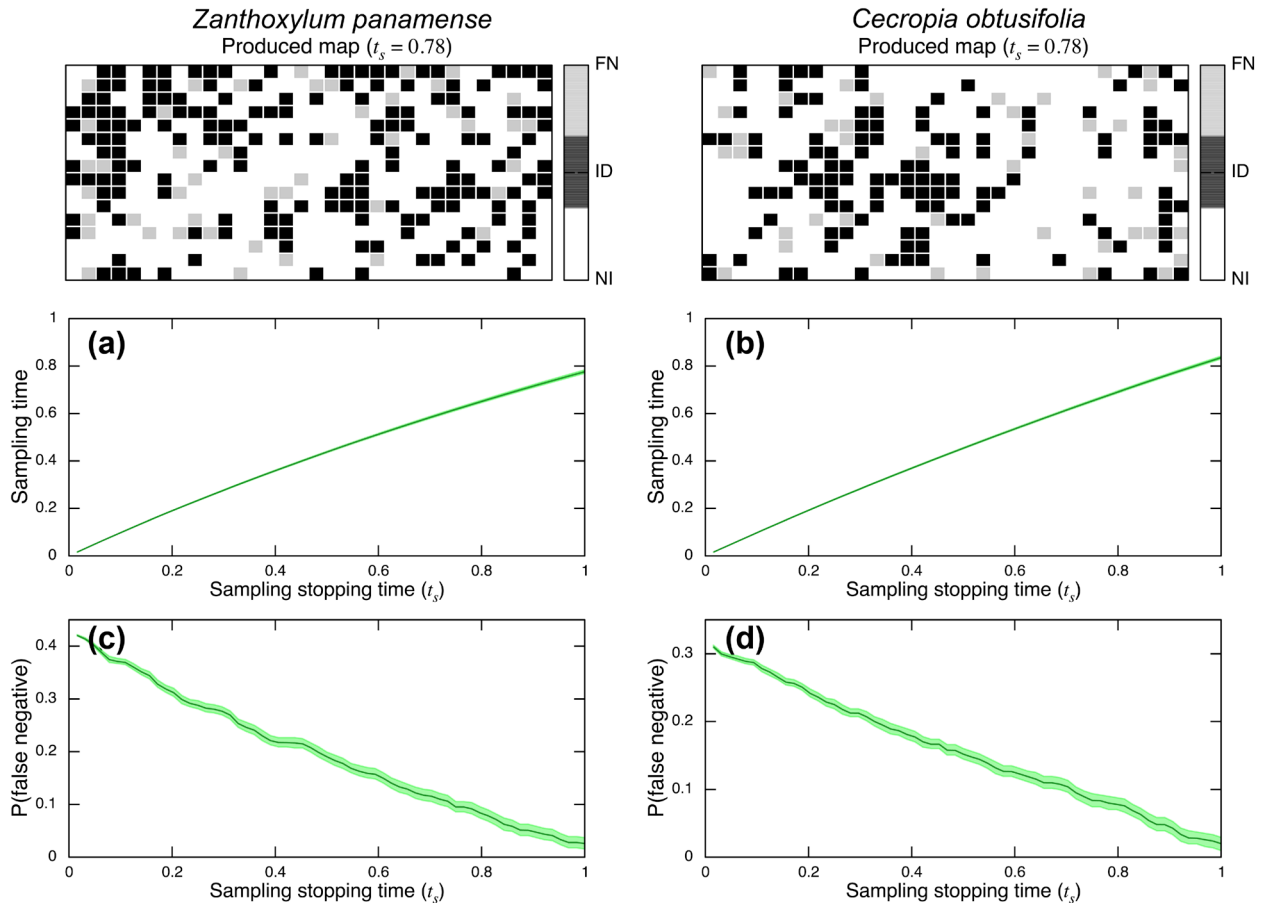 Zanthoxylum panamense
Produced map (ts = 0.78)
FN
ID
NI
Cecropia obtusifolia
Produced map (ts = 0.78)
FN
ID
NI
(a)
Sampling time
1
0.8
0.6
0.4
0.2
0
0 0.2 0.4 0.6 0.8 1
Sampling stopping time (ts)
(b)
Sampling time
1
0.8
0.6
0.4
0.2
0
0 0.2 0.4 0.6 0.8 1
Sampling stopping time (ts)
(c)
P(false negative)
0.4
0.3
0.2
0.1
0
0 0.2 0.4 0.6 0.8 1
Sampling stopping time (ts)
(d)
P(false negative)
0.3
0.2
0.1
0
0 0.2 0.4 0.6 0.8 1
Sampling stopping time (ts)